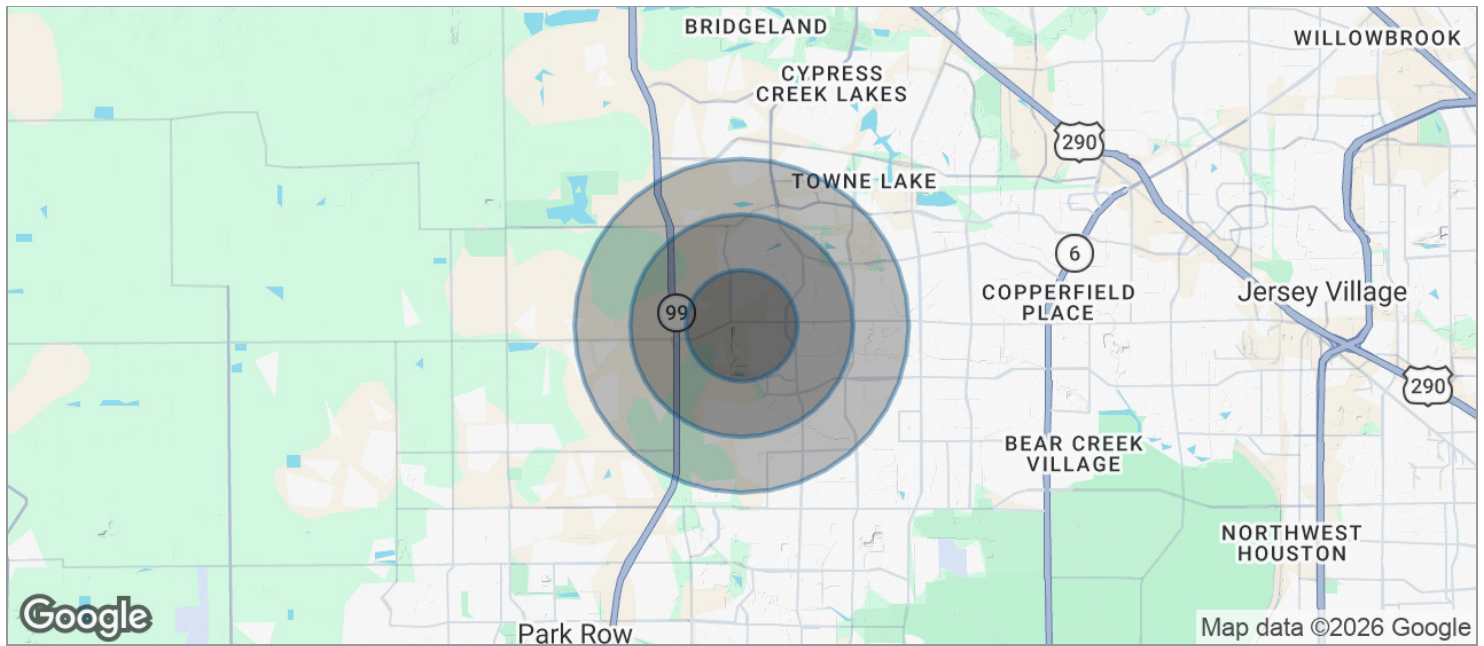 BRIDGELAND
WILLOWBROOK
CYPRESS
CREEK LAKES
290
TOWNE LAKE
6
COPPERFIELD
PLACE
Jersey Village
99
290
BEAR CREEK
VILLAGE
NORTHWEST
HOUSTON
Google
Park Row
Map data ©2026 Google